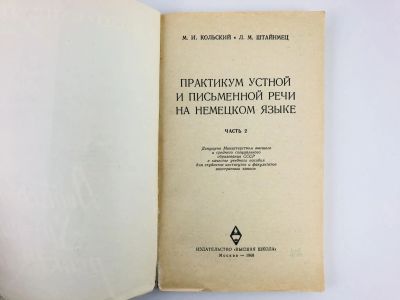 М. И. КОЛЬСКИЙ • Л. М. ШТАЙНМЕЦ
ПРАКТИКУМ УСТНОЙ
И ПИСЬМЕННОЙ РЕЧИ
НА НЕМЕЦКОМ ЯЗЫКЕ
ЧАСТЬ 2
Допущено Министерством высшего
и среднего специального
образования СССР
в качестве учебного пособия
для студентов институтов и факультетов
иностранных языков
ИЗДАТЕЛЬСТВО «ВЫСШАЯ ШКОЛА»
Москва — 1968